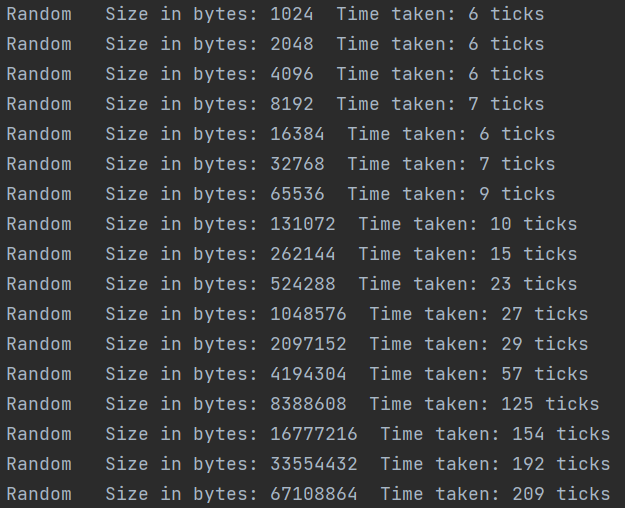 Random   Size in bytes: 1024  Time taken: 6 ticks
Random   Size in bytes: 2048  Time taken: 6 ticks
Random   Size in bytes: 4096  Time taken: 6 ticks
Random   Size in bytes: 8192  Time taken: 7 ticks
Random   Size in bytes: 16384  Time taken: 6 ticks
Random   Size in bytes: 32768  Time taken: 7 ticks
Random   Size in bytes: 65536  Time taken: 9 ticks
Random   Size in bytes: 131072  Time taken: 10 ticks
Random   Size in bytes: 262144  Time taken: 15 ticks
Random   Size in bytes: 524288  Time taken: 23 ticks
Random   Size in bytes: 1048576  Time taken: 27 ticks
Random   Size in bytes: 2097152  Time taken: 29 ticks
Random   Size in bytes: 4194304  Time taken: 57 ticks
Random   Size in bytes: 8388608  Time taken: 125 ticks
Random   Size in bytes: 16777216  Time taken: 154 ticks
Random   Size in bytes: 33554432  Time taken: 192 ticks
Random   Size in bytes: 67108864  Time taken: 209 ticks